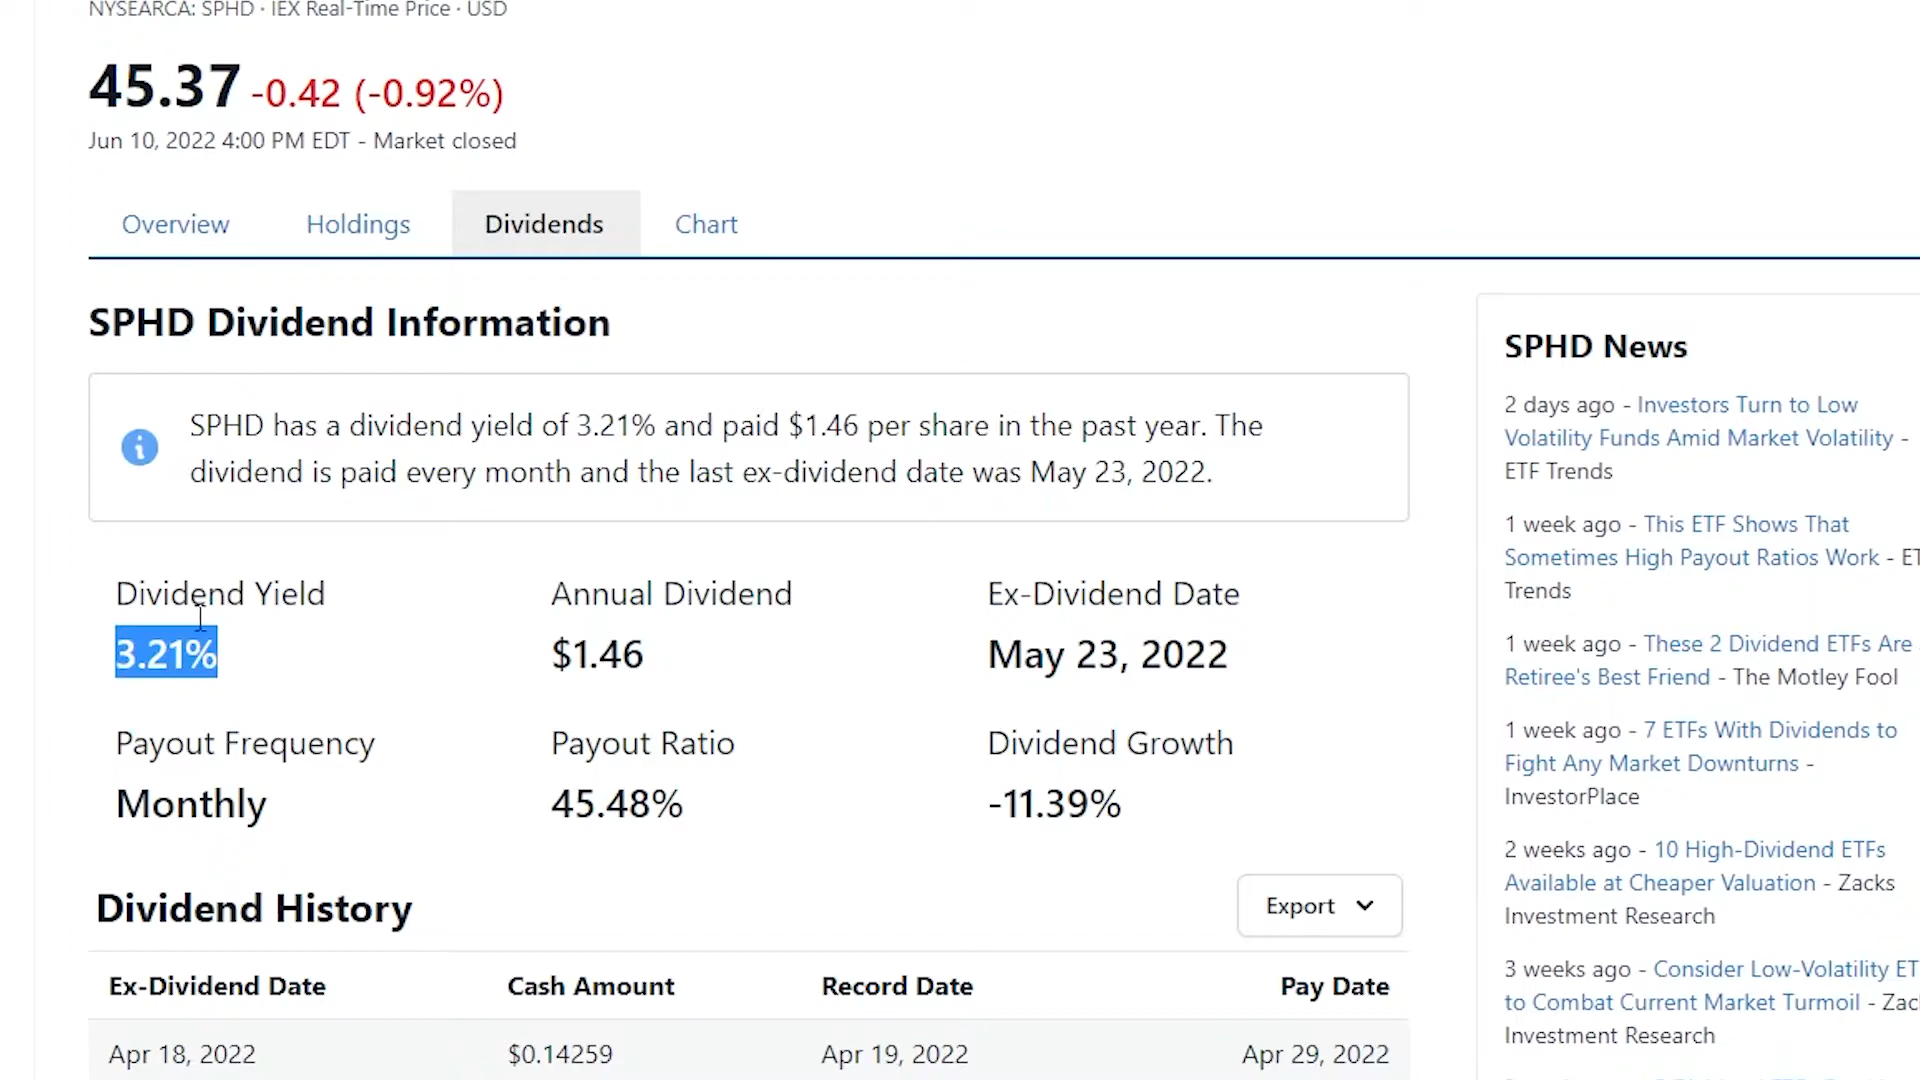 NYSEARCA: SPHD · IEX Real-Time Price · USD
45.37 -0.42 (-0.92%)
Jun 10, 2022 4:00 PM EDT - Market closed
Overview Holdings Dividends Chart
SPHD Dividend Information
SPHD has a dividend yield of 3.21% and paid $1.46 per share in the past year. The
dividend is paid every month and the last ex-dividend date was May 23, 2022.
Dividend Yield Annual Dividend Ex-Dividend Date
3.21% $1.46 May 23, 2022
Payout Frequency Payout Ratio Dividend Growth
Monthly 45.48% -11.39%
Dividend History
Export
Ex-Dividend Date Cash Amount Record Date Pay Date
Apr 18, 2022 $0.14259 Apr 19, 2022 Apr 29, 2022
SPHD News
2 days ago - Investors Turn to Low
Volatility Funds Amid Market Volatility -
ETF Trends
1 week ago - This ETF Shows That
Sometimes High Payout Ratios Work - ET
Trends
1 week ago - These 2 Dividend ETFs Are
Retiree's Best Friend - The Motley Fool
1 week ago - 7 ETFs With Dividends to
Fight Any Market Downturns -
InvestorPlace
2 weeks ago - 10 High-Dividend ETFs
Available at Cheaper Valuation - Zacks
Investment Research
3 weeks ago - Consider Low-Volatility ET
to Combat Current Market Turmoil - Zac
Investment Research